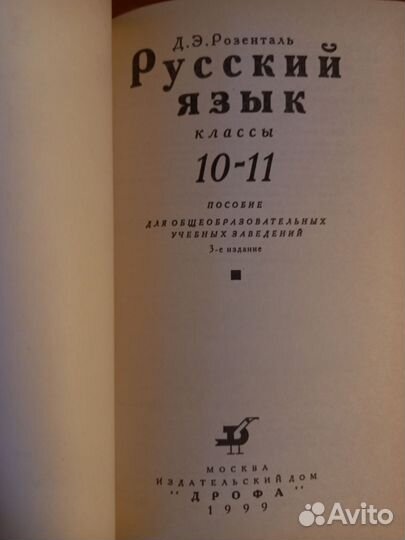 Д.Э.Розенталь
Русский
язык
классы
10-11
пособие
для общеобразовательных
учебных заведений
3-е издание
Москва
Издательский дом
"Дрофа"
1999
Avito